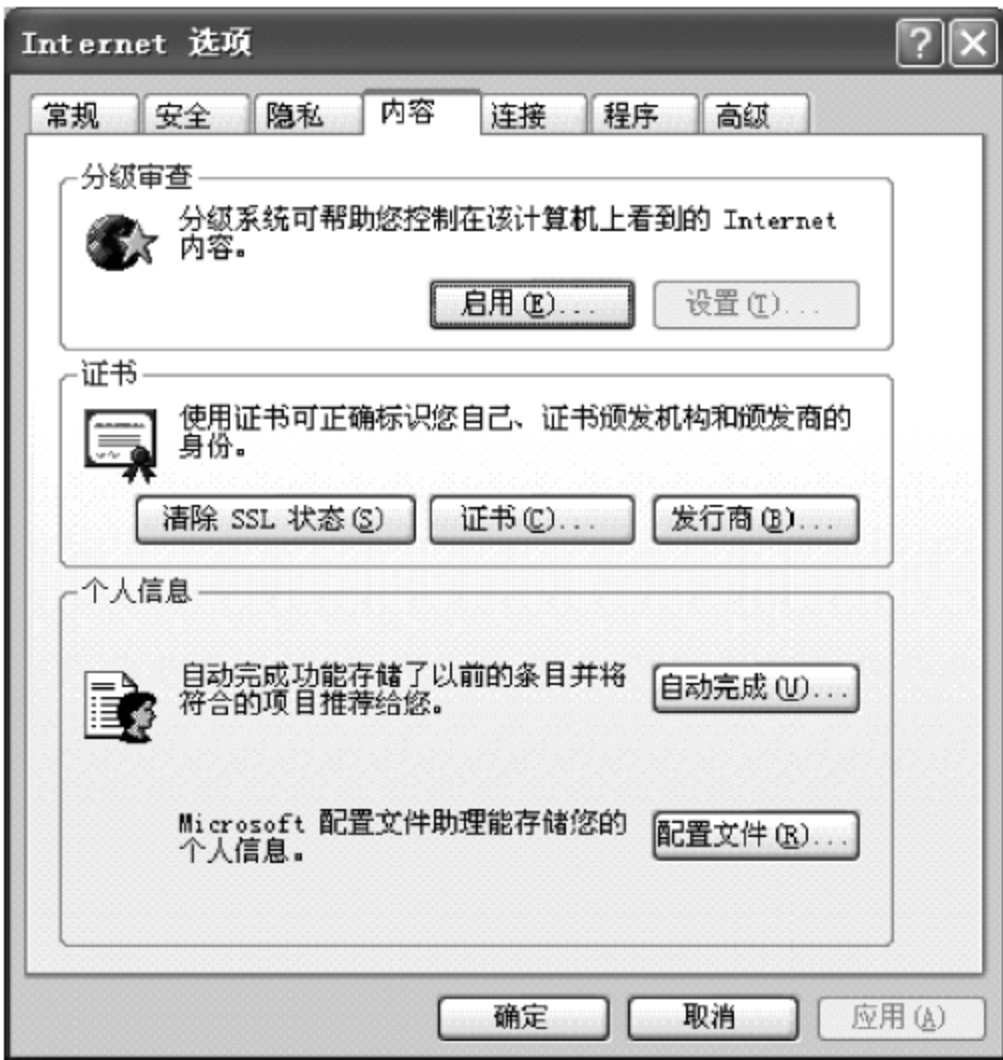 Internet 选项
常规 安全 隐私 内容 连接 程序 高级
分级审查
分级系统可帮助您控制在该计算机上看到的 Internet
内容。
启用(E)... 设置(T)...
证书
使用证书可正确标识您自己、证书颁发机构和颁发商的
身份。
清除 SSL 状态(S) 证书(C)... 发行商(B)...
个人信息
自动完成功能存储了以前的条目并将
符合的项目推荐给您。
自动完成(U)...
Microsoft 配置文件助理能存储您的
个人信息。
配置文件(R)...
确定 取消 应用(A)